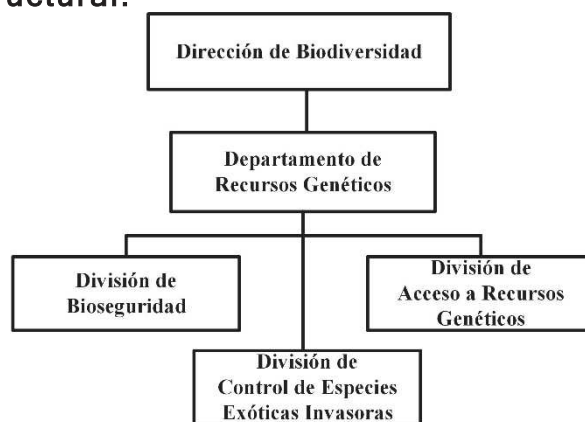 Dirección de Biodiversidad
Departamento de
Recursos Genéticos
División de
Bioseguridad
División de
Acceso a Recursos
Genéticos
División de
Control de Especies
Exóticas Invasoras